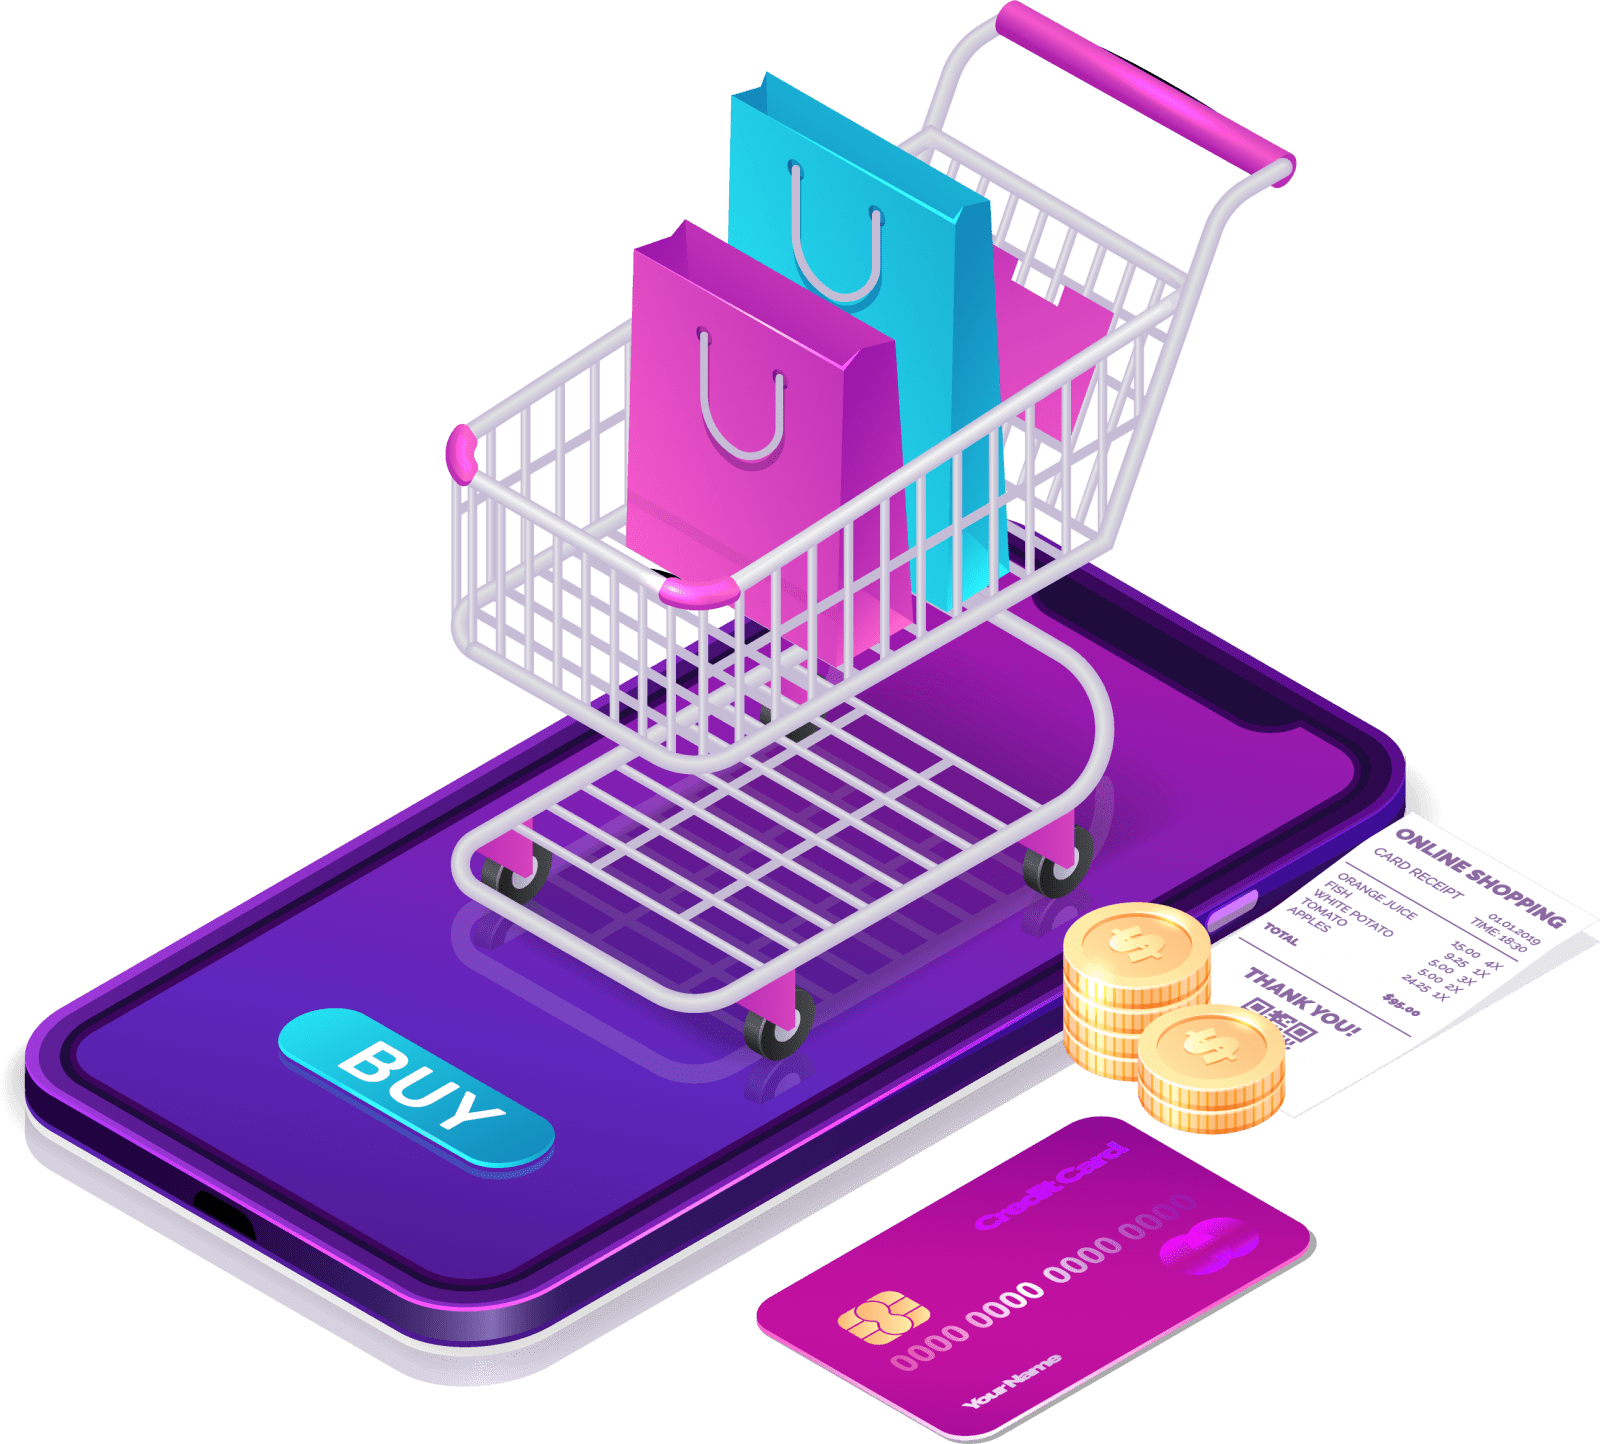 BUY
ONLINE SHOPPING
CARD RECEIPT
01.01.2019
TIME: 18:30
ORANGE JUICE 15.00 4X
FISH 9.25 1X
WHITE POTATO 5.00 3X
TOMATO 5.00 2X
APPLES 24.25 1X
TOTAL $95.00
THANK YOU!
Credit Card
0000 0000 0000 0000
Your Name